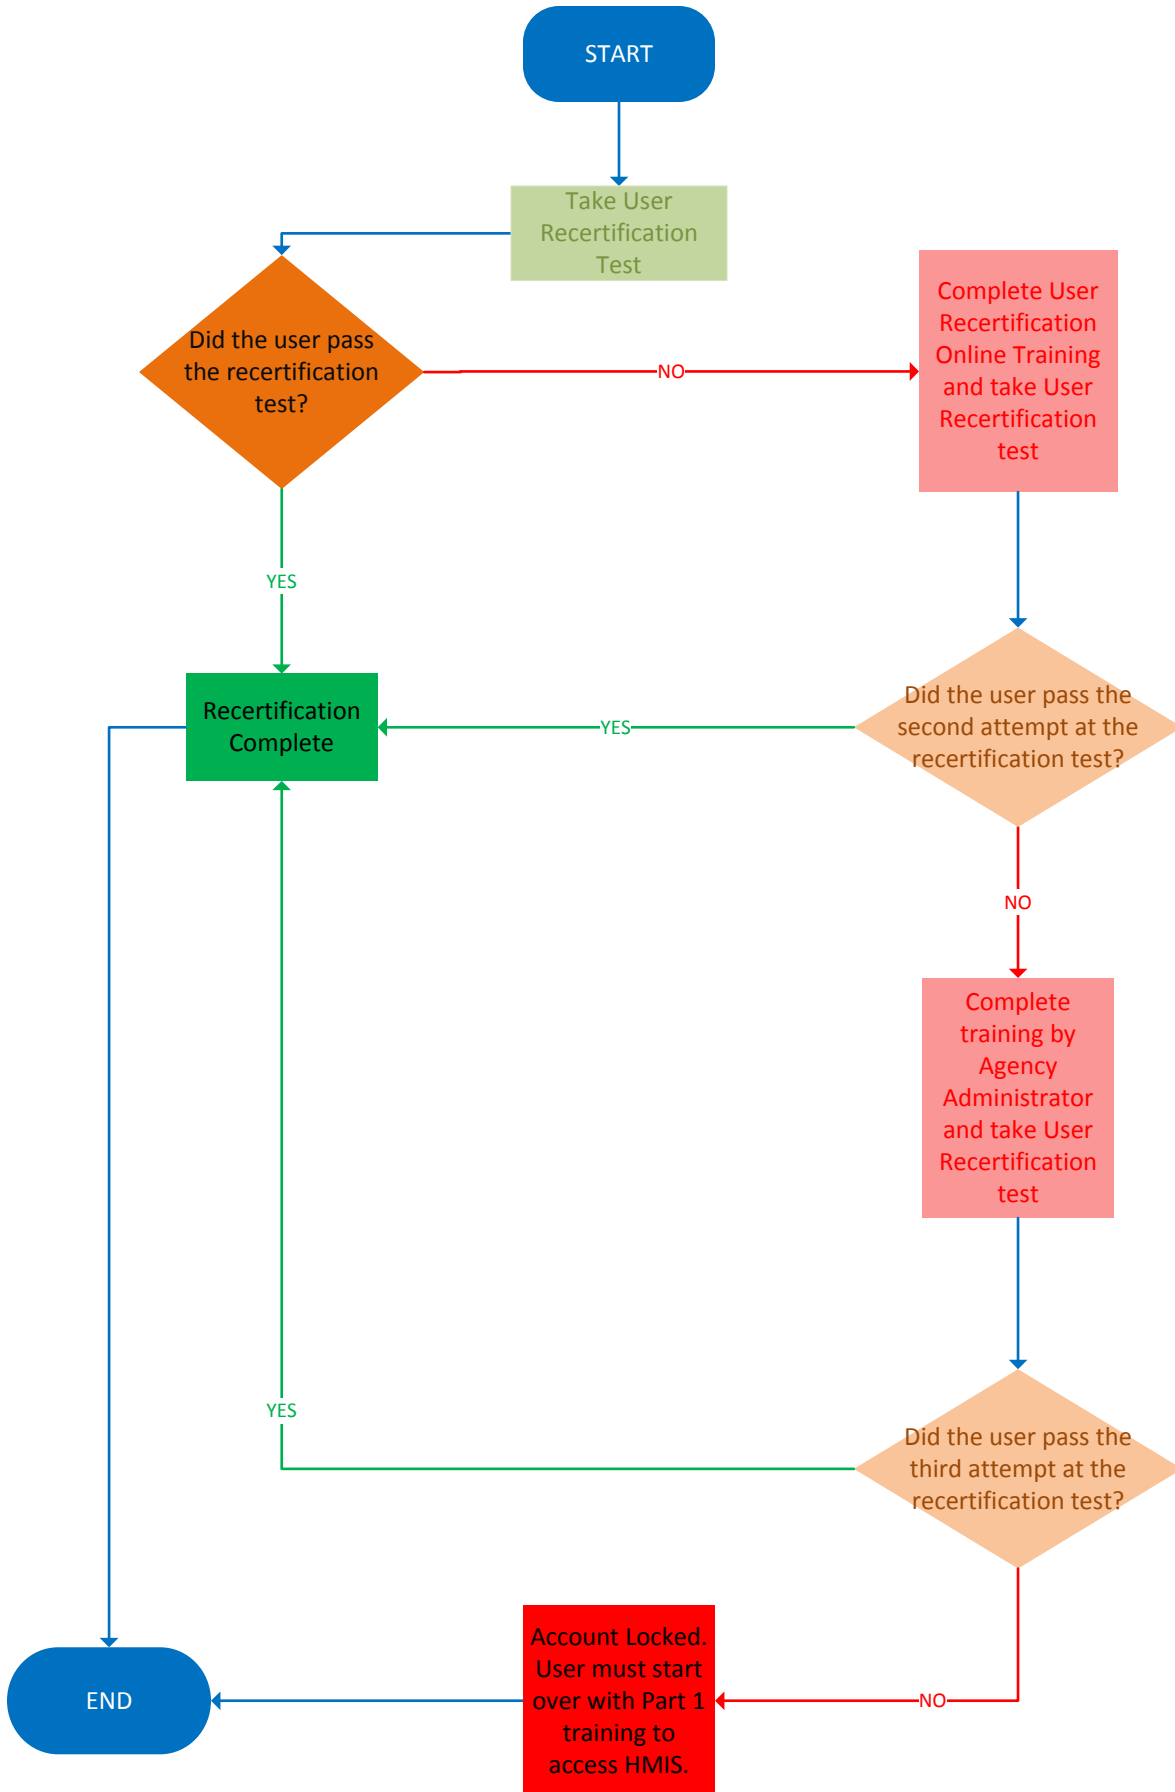 START
Take User
Recertification
Test
Did the user pass
the recertification
test?
NO
Complete User
Recertification
Online Training
and take User
Recertification
test
YES
Recertification
Complete
YES
Did the user pass the
second attempt at the
recertification test?
NO
Complete
training by
Agency
Administrator
and take User
Recertification
test
YES
Did the user pass the
third attempt at the
recertification test?
NO
Account Locked.
User must start
over with Part 1
training to
access HMIS.
END